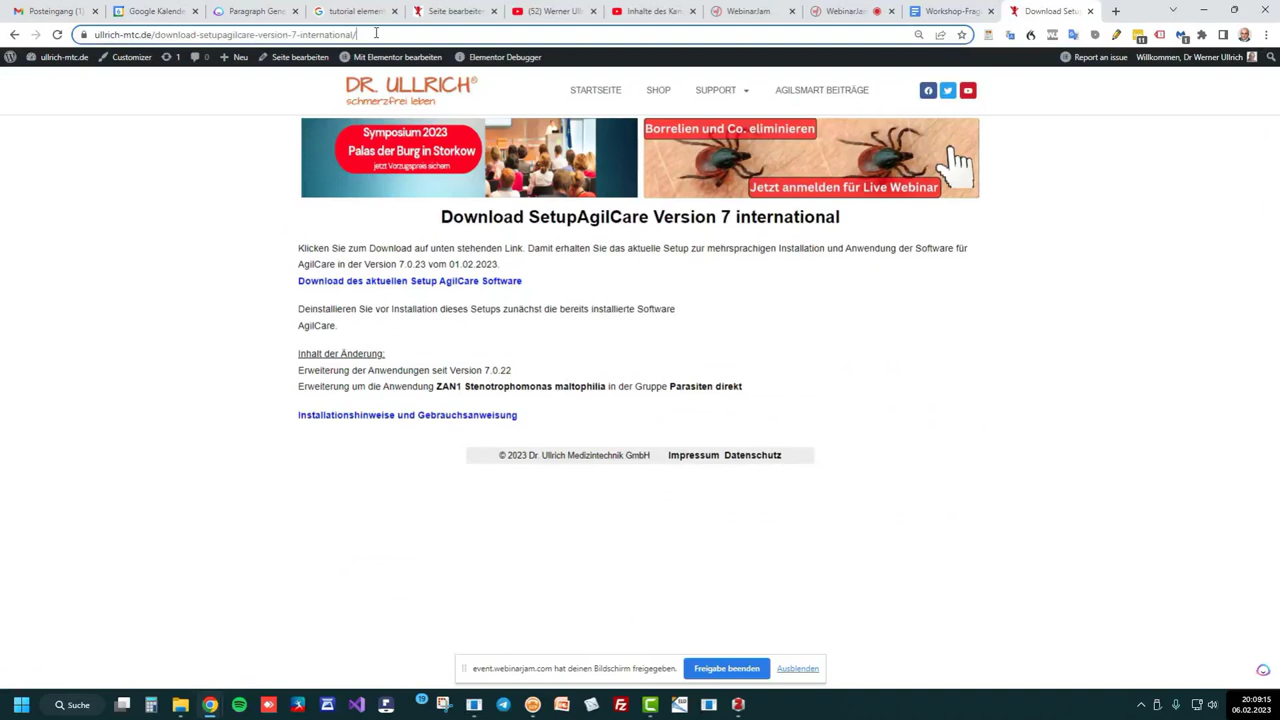 Posteingang (1)
Google Kalende
Paragraph Gene
tutorial element
Seite bearbeiten
(52) Werner Ull
Inhalte des Kan
WebinarJam
WebinarJa
Workshop-Frag
Download Setu
ullrich-mtc.de/download-setupagilcare-version-7-international/
ullrich-mtc.de
Customizer
1
0
Neu
Seite bearbeiten
Mit Elementor bearbeiten
Elementor Debugger
Report an issue
Willkommen, Dr Werner Ullrich
DR. ULLRICH®
schmerzfrei leben
STARTSEITE
SHOP
SUPPORT
AGILSMART BEITRÄGE
Symposium 2023
Palas der Burg in Storkow
jetzt Vorzugspreis sichern
Borrelien und Co. eliminieren
Jetzt anmelden für Live Webinar
Download SetupAgilCare Version 7 international
Klicken Sie zum Download auf unten stehenden Link. Damit erhalten Sie das aktuelle Setup zur mehrsprachigen Installation und Anwendung der Software für
AgilCare in der Version 7.0.23 vom 01.02.2023.
Download des aktuellen Setup AgilCare Software
Deinstallieren Sie vor Installation dieses Setups zunächst die bereits installierte Software
AgilCare.
Inhalt der Änderung:
Erweiterung der Anwendungen seit Version 7.0.22
Erweiterung um die Anwendung ZAN1 Stenotrophomonas maltophilia in der Gruppe Parasiten direkt
Installationshinweise und Gebrauchsanweisung
© 2023 Dr. Ullrich Medizintechnik GmbH Impressum Datenschutz
event.webinarjam.com hat deinen Bildschirm freigegeben.
Freigabe beenden
Ausblenden
Suche
19
20:09:15
06.02.2023